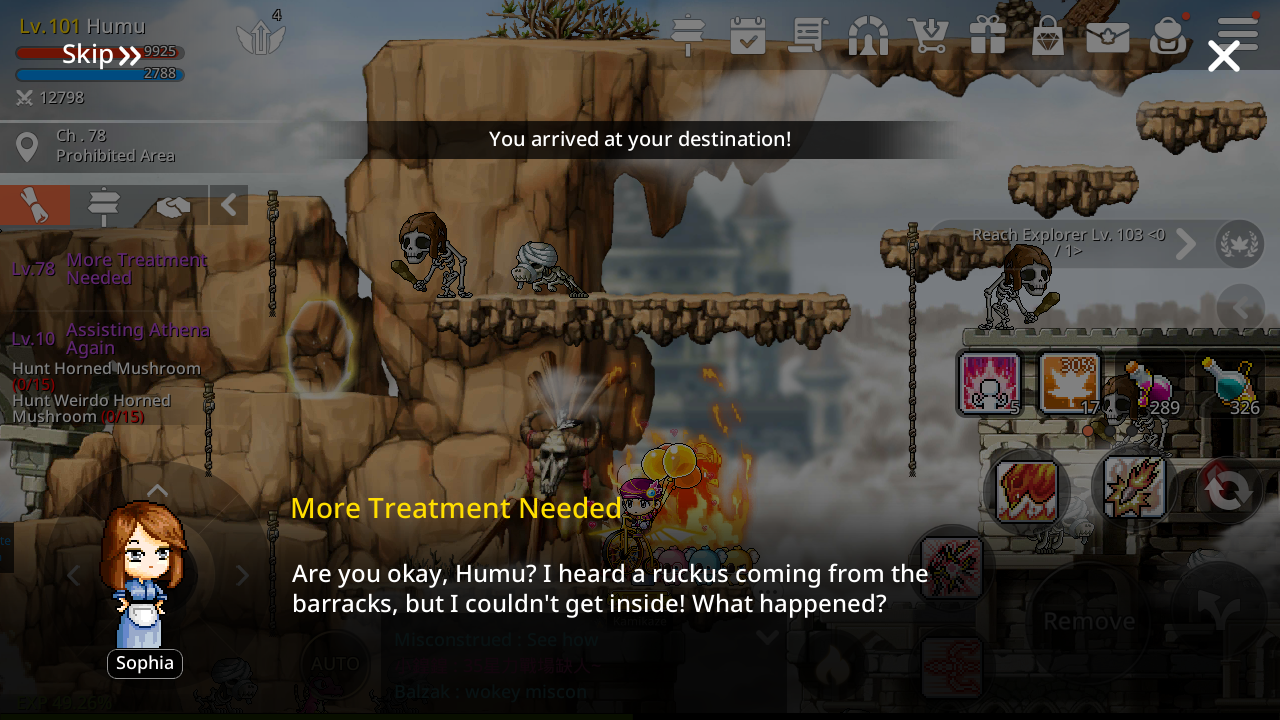 Lv.101 Humu
4
9925
Skip
2788
12798
Ch . 78
Prohibited Area
You arrived at your destination!
Lv.78 More Treatment
Needed
Reach Explorer Lv. 103 <0
/ 1>
Lv.10 Assisting Athena
Again
Hunt Horned Mushroom
(0/15)
Hunt Weirdo Horned
Mushroom (0/15)
30%
5
17
289
326
More Treatment Needed
Are you okay, Humu? I heard a ruckus coming from the
barracks, but I couldn't get inside! What happened?
Sophia
Remove
AUTO
Misconstrued : See how
Balzak : wokey miscon